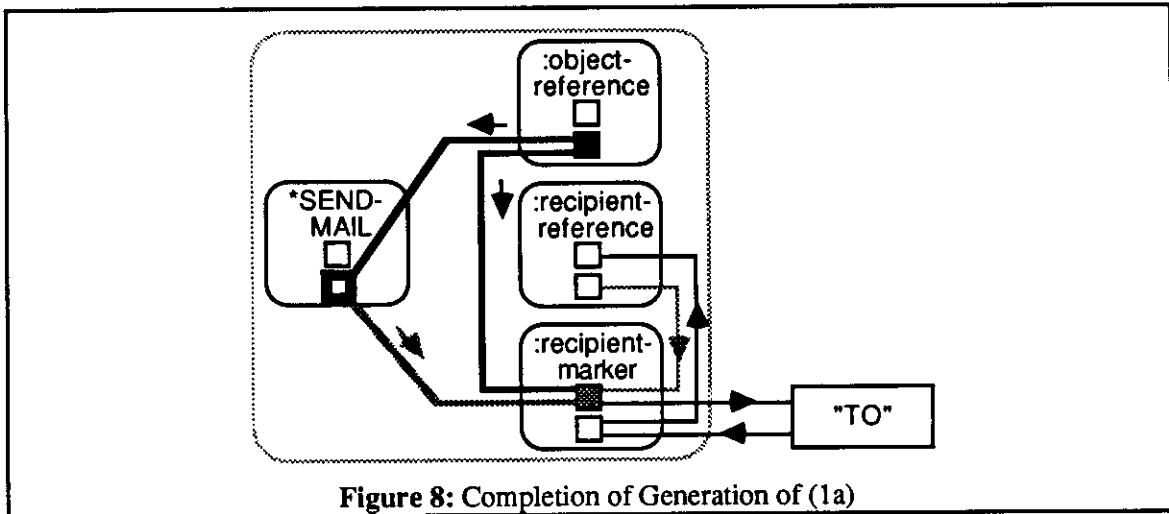 :object-
reference
*SEND-
MAIL
:recipient-
reference
:recipient-
marker
"TO"
Figure 8: Completion of Generation of (1a)